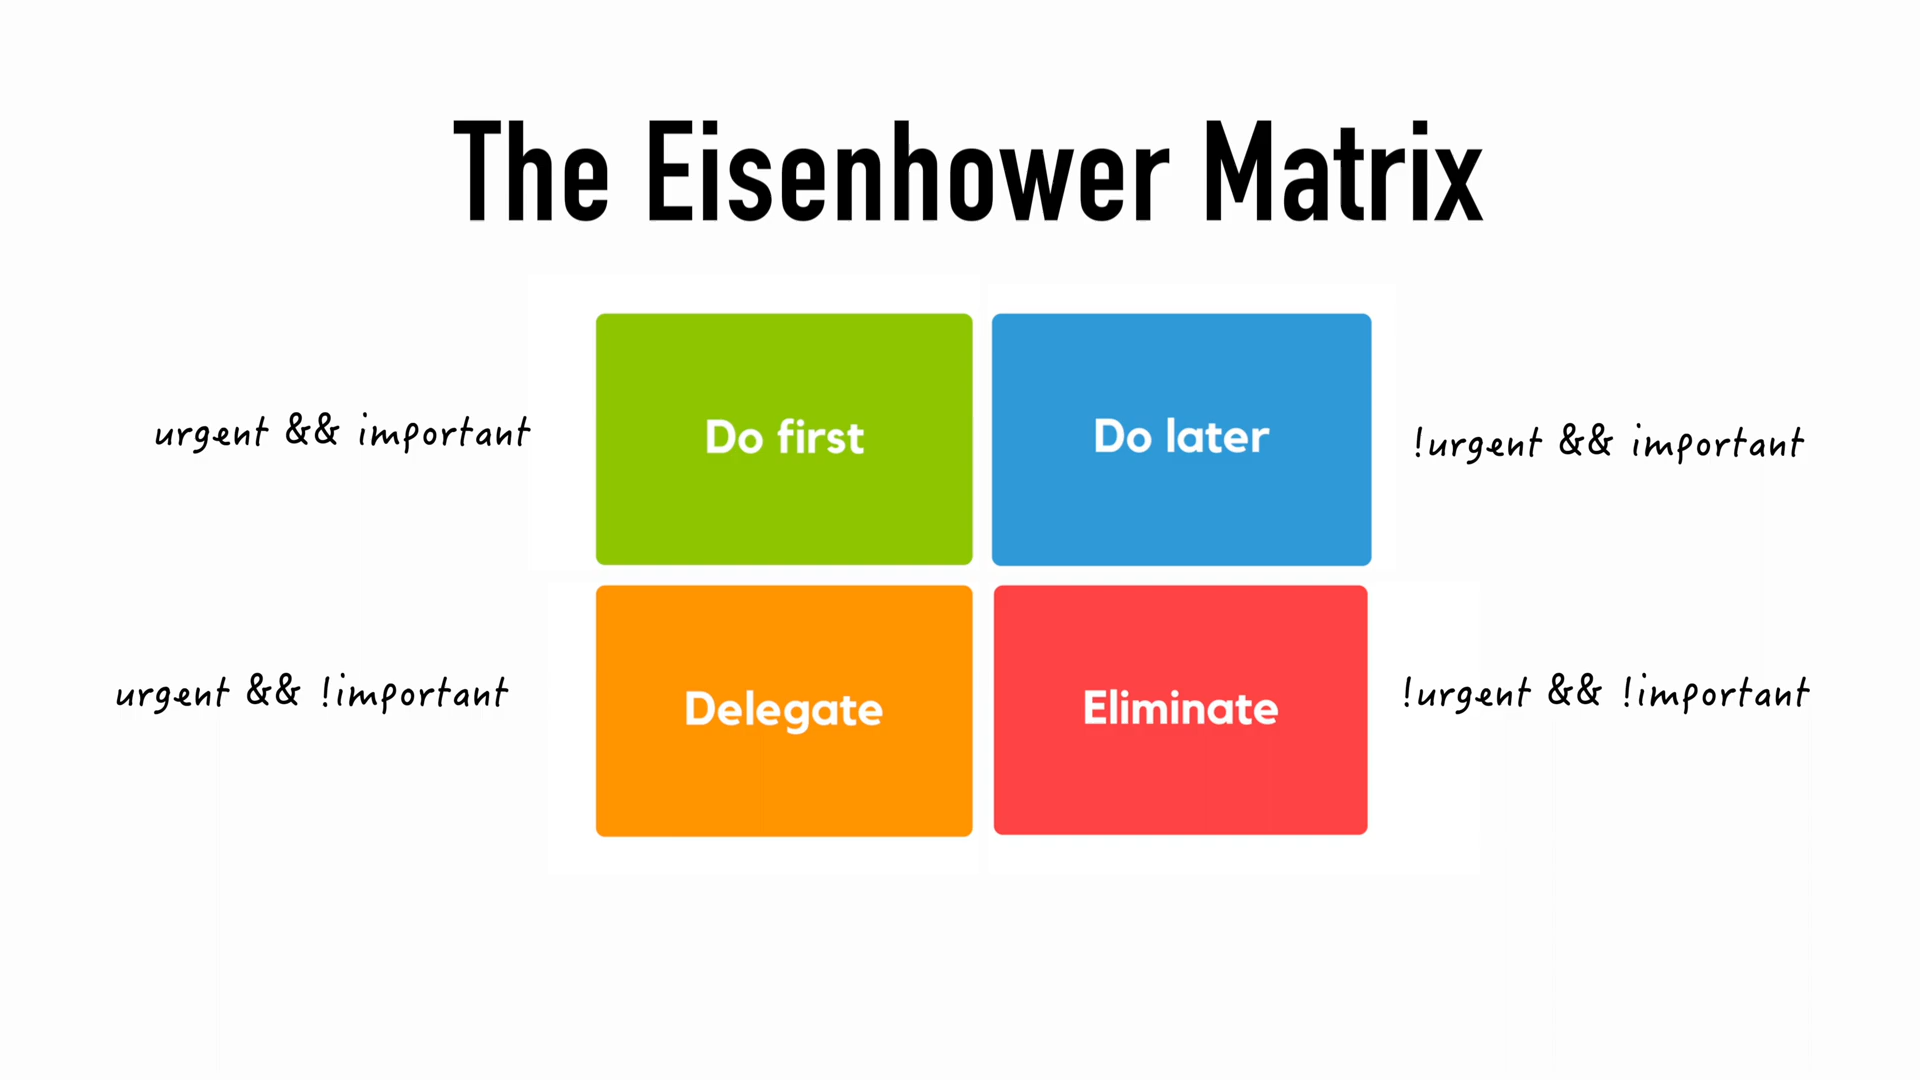 The Eisenhower Matrix
urgent && important
Do first
Do later
!urgent && important
urgent && !important
Delegate
Eliminate
!urgent && !important